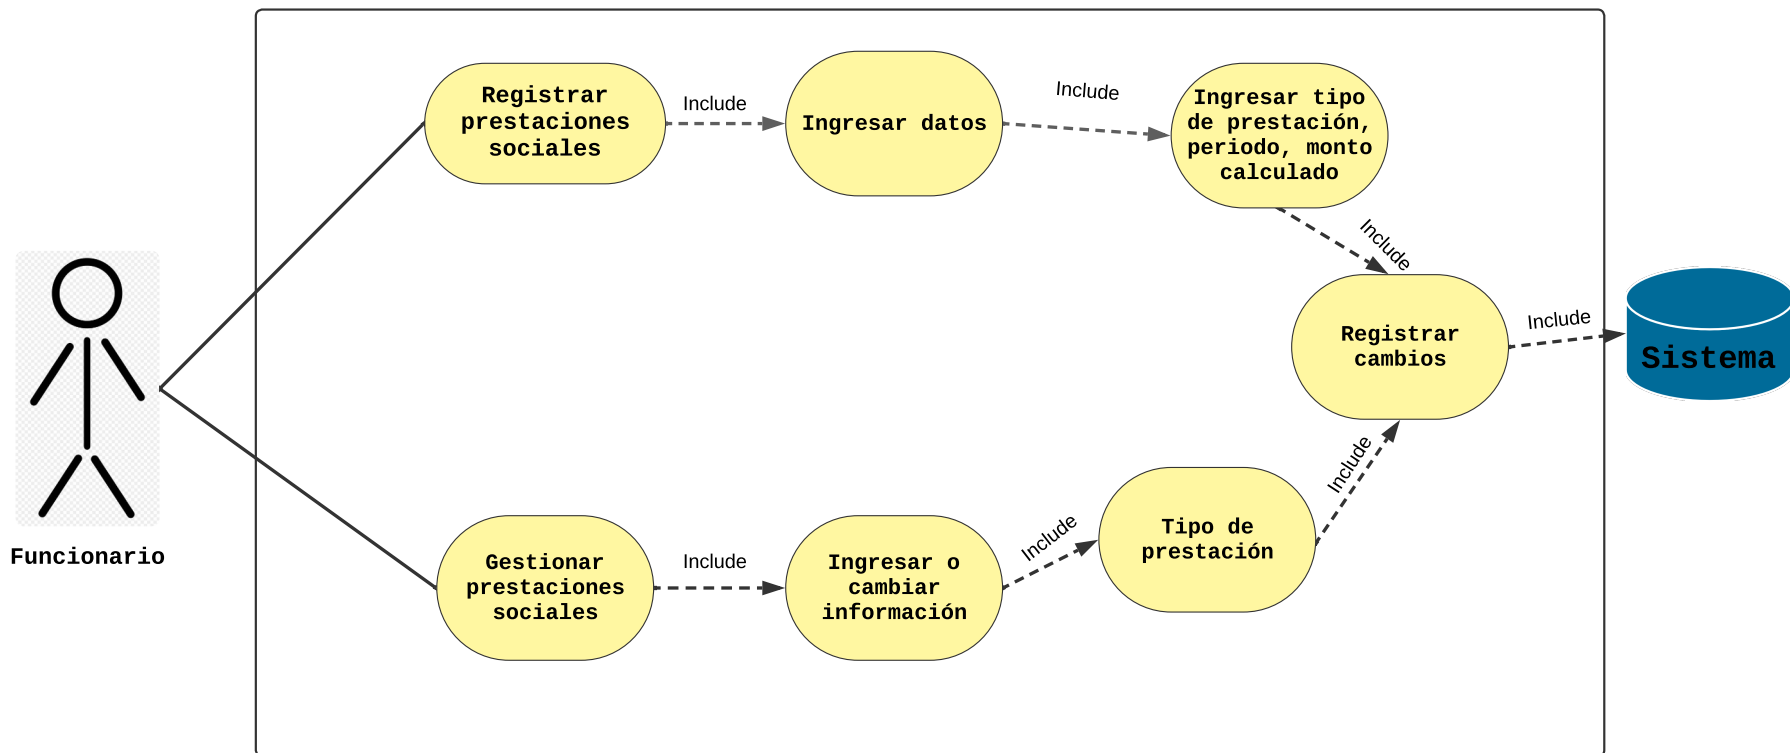 Registrar
prestaciones
sociales
Include
Ingresar datos
Include
Ingresar tipo
de prestación,
periodo, monto
calculado
Include
Registrar
cambios
Include
Sistema
Funcionario
Gestionar
prestaciones
sociales
Include
Ingresar o
cambiar
información
Include
Tipo de
prestación
Include